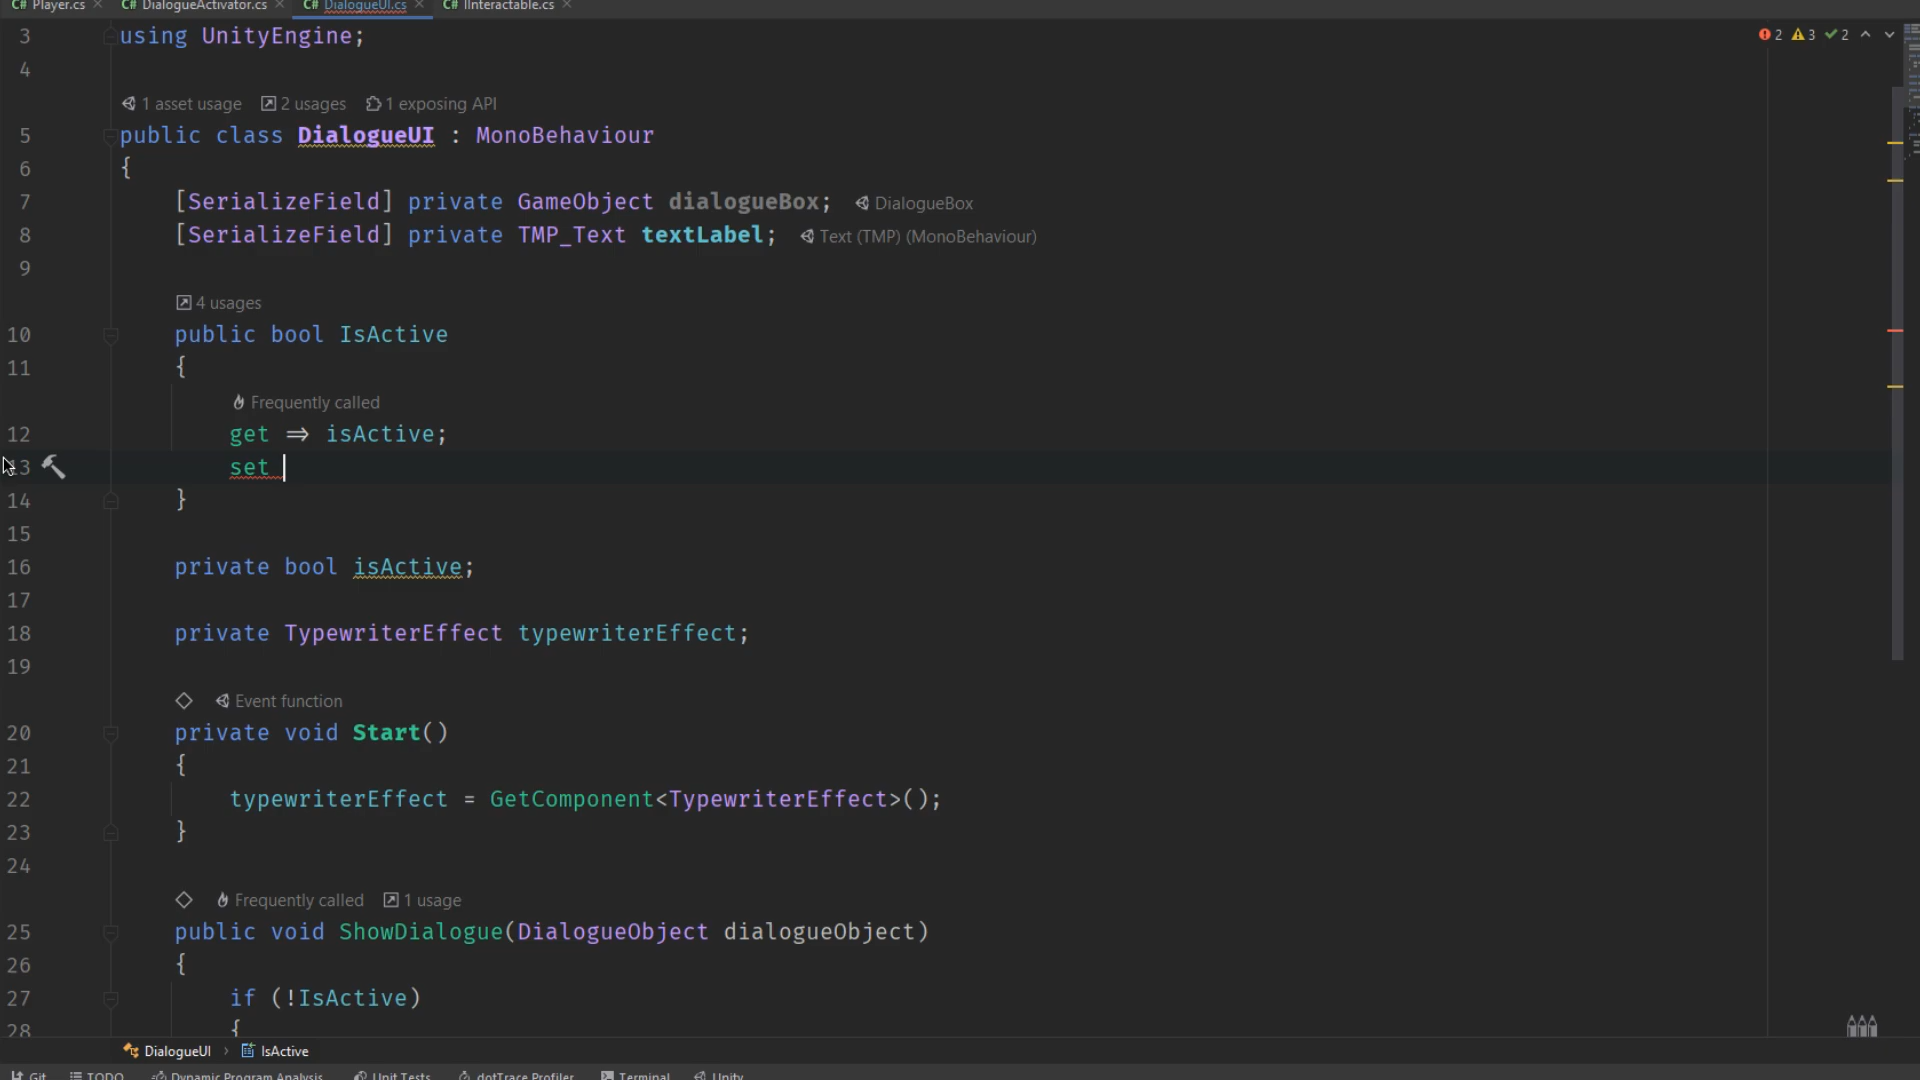 C# Player.cs × C# DialogueActivator.cs × C# DialogueUI.cs × C# IInteractable.cs ×
3 using UnityEngine; 2 3 2
4
1 asset usage 2 usages 1 exposing API
5 public class DialogueUI : MonoBehaviour
6 {
7 [SerializeField] private GameObject dialogueBox; DialogueBox
8 [SerializeField] private TMP_Text textLabel; Text (TMP) (MonoBehaviour)
9
4 usages
10 public bool IsActive
11 {
Frequently called
12 get ⇒ isActive;
13 set
14 }
15
16 private bool isActive;
17
18 private TypewriterEffect typewriterEffect;
19
Event function
20 private void Start()
21 {
22 typewriterEffect = GetComponent<TypewriterEffect>();
23 }
24
Frequently called 1 usage
25 public void ShowDialogue(DialogueObject dialogueObject)
26 {
27 if (!IsActive)
28 {
DialogueUI › IsActive
Git TODO Dynamic Program Analysis Unit Tests dotTrace Profiler Terminal Unity